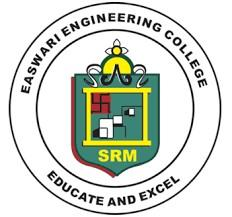 EASWARI ENGINEERING COLLEGE
SRM
EDUCATE AND EXCEL